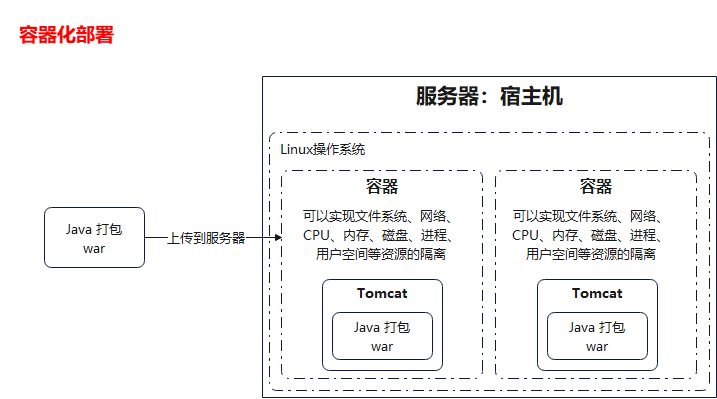 容器化部署
服务器：宿主机
Linux操作系统
Java 打包
war
上传到服务器
容器
可以实现文件系统、网络、
CPU、内存、磁盘、进程、
用户空间等资源的隔离
Tomcat
Java 打包
war
容器
可以实现文件系统、网络、
CPU、内存、磁盘、进程、
用户空间等资源的隔离
Tomcat
Java 打包
war